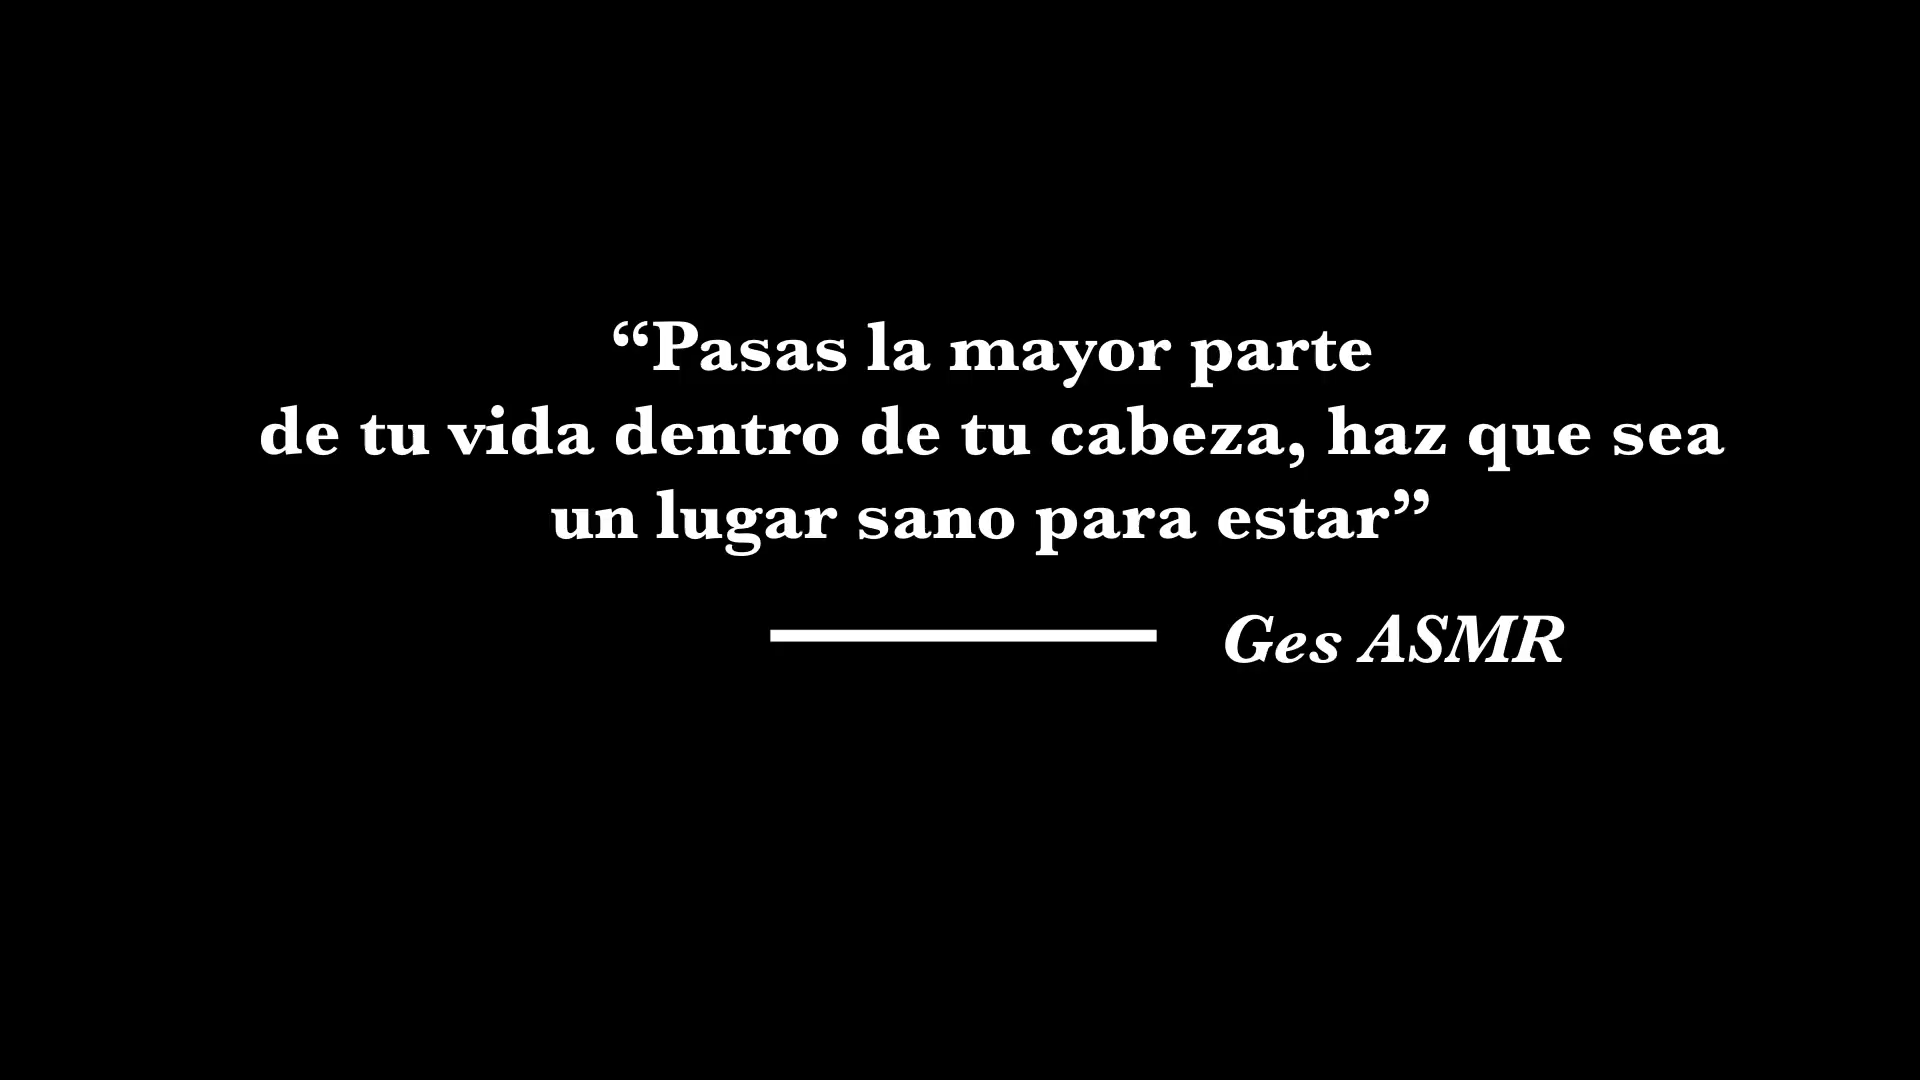 “Pasas la mayor parte
de tu vida dentro de tu cabeza, haz que sea
un lugar sano para estar”
Ges ASMR